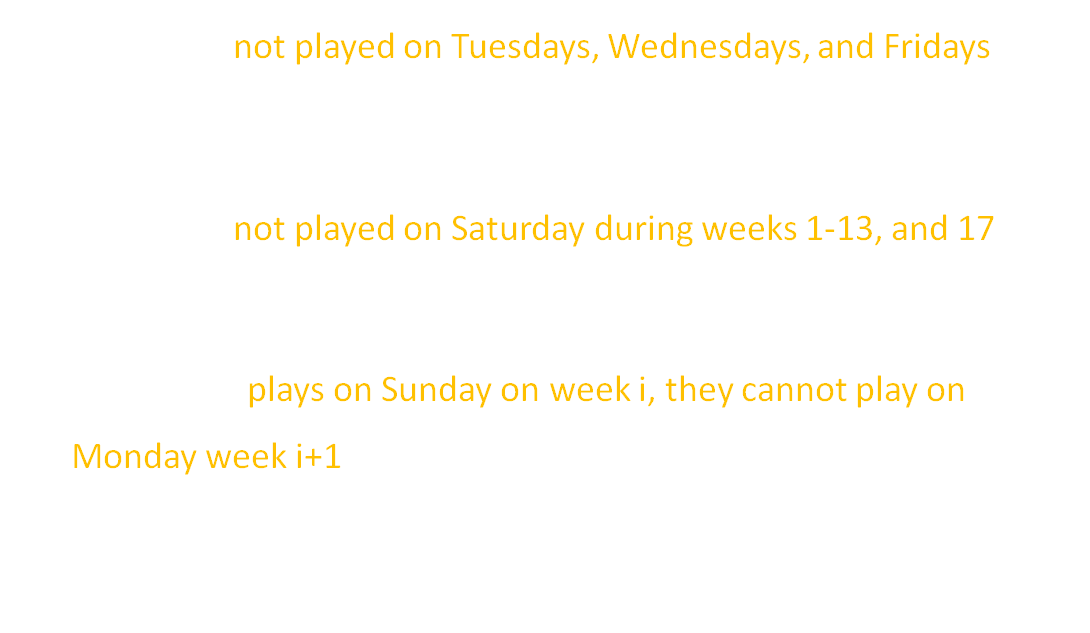 not played on Tuesdays, Wednesdays, and Fridays
not played on Saturday during weeks 1-13, and 17
plays on Sunday on week i, they cannot play on
Monday week i+1